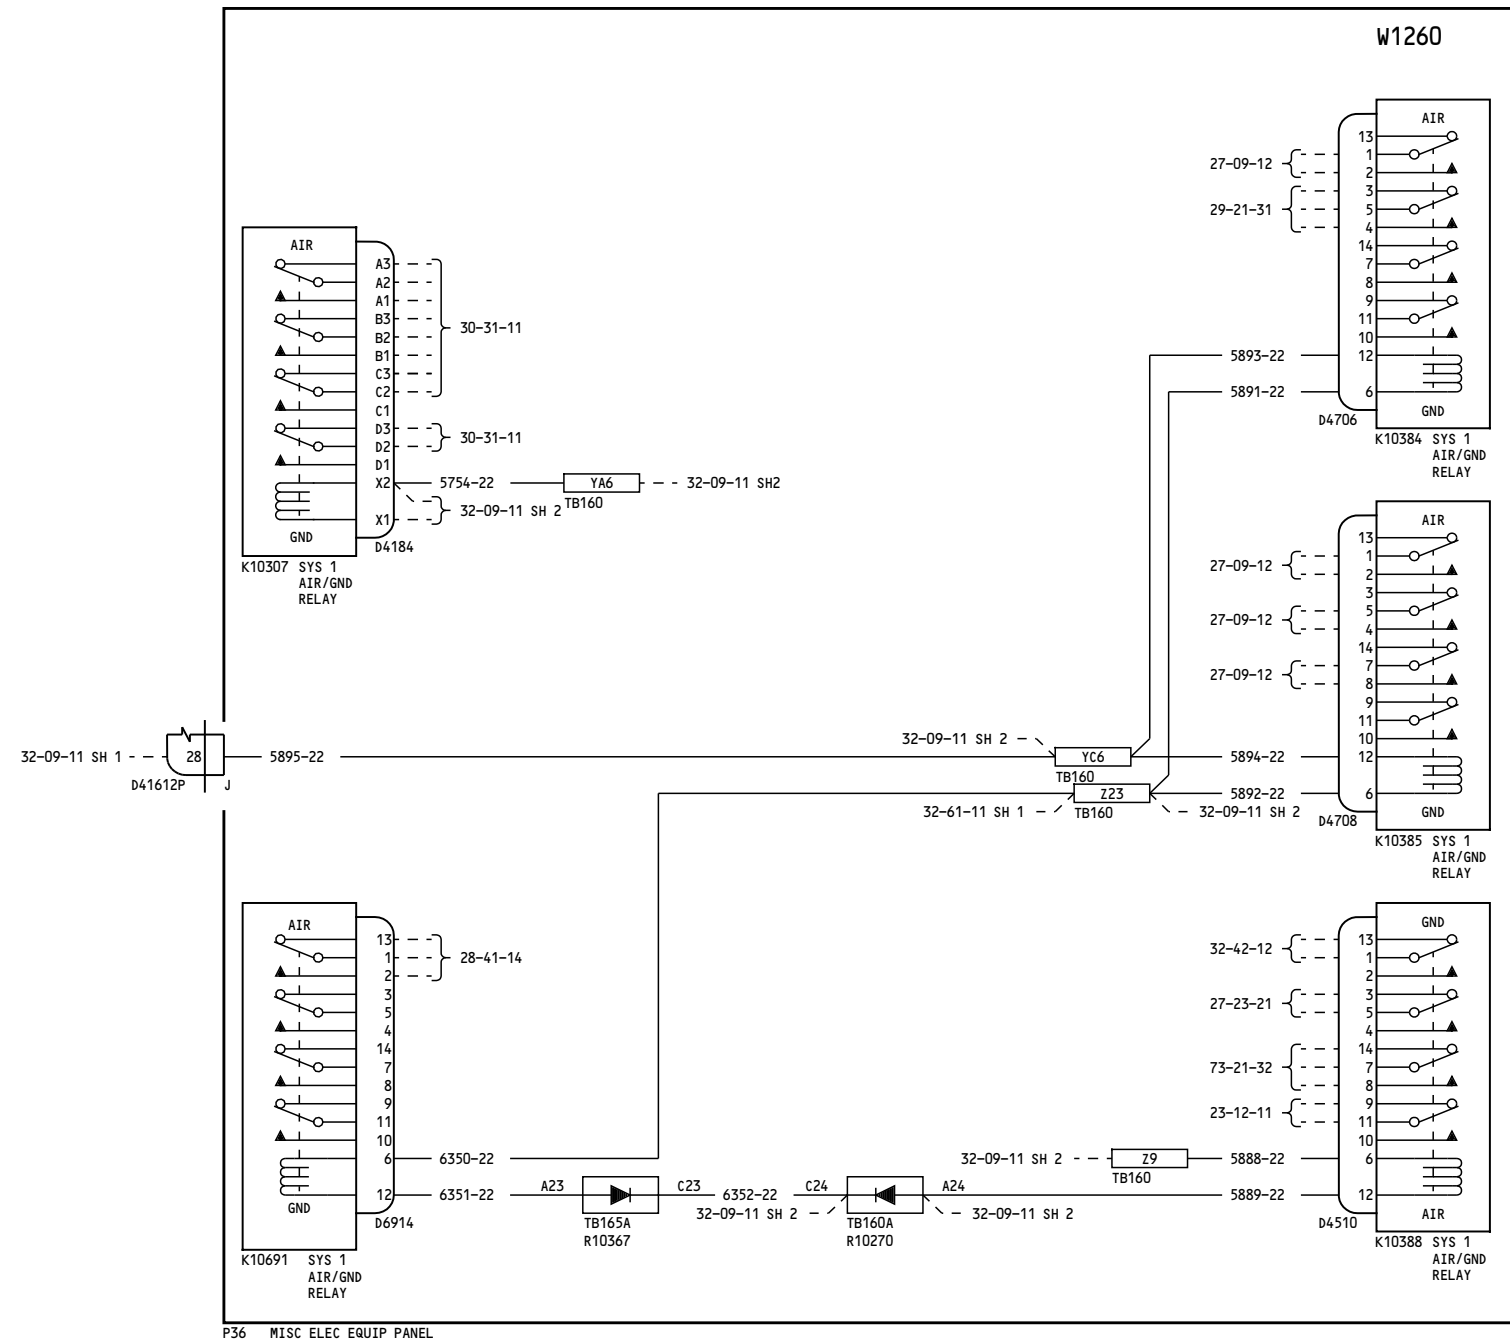 W1260
AIR
13
1
2
3
5
4
14
7
8
9
11
10
12
6
GND
27-09-12
29-21-31
5893-22
5891-22
D4706
K10384 SYS 1
AIR/GND
RELAY
AIR
A3
A2
A1
B3
B2
B1
C3
C2
C1
D3
D2
D1
X2
X1
GND
30-31-11
30-31-11
5754-22
YA6
TB160
32-09-11 SH2
32-09-11 SH 2
D4184
K10307 SYS 1
AIR/GND
RELAY
AIR
13
1
2
3
5
4
14
7
8
9
11
10
12
6
GND
27-09-12
27-09-12
27-09-12
32-09-11 SH 1
28
D41612P
J
5895-22
32-09-11 SH 2
YC6
TB160
5894-22
Z23
TB160
5892-22
32-61-11 SH 1
32-09-11 SH 2
D4708
K10385 SYS 1
AIR/GND
RELAY
AIR
13
1
2
3
5
4
14
7
8
9
11
10
6
12
GND
28-41-14
6350-22
6351-22
A23
C23
TB165A
R10367
6352-22
C24
A24
32-09-11 SH 2
TB160A
R10270
32-09-11 SH 2
D6914
K10691 SYS 1
AIR/GND
RELAY
GND
13
1
2
3
5
4
14
7
8
9
11
10
6
12
AIR
32-42-12
27-23-21
73-21-32
23-12-11
32-09-11 SH 2
Z9
TB160
5888-22
5889-22
D4510
K10388 SYS 1
AIR/GND
RELAY
P36 MISC ELEC EQUIP PANEL